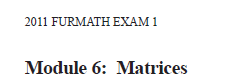 2011 FURMATH EXAM 1
Module 6: Matrices